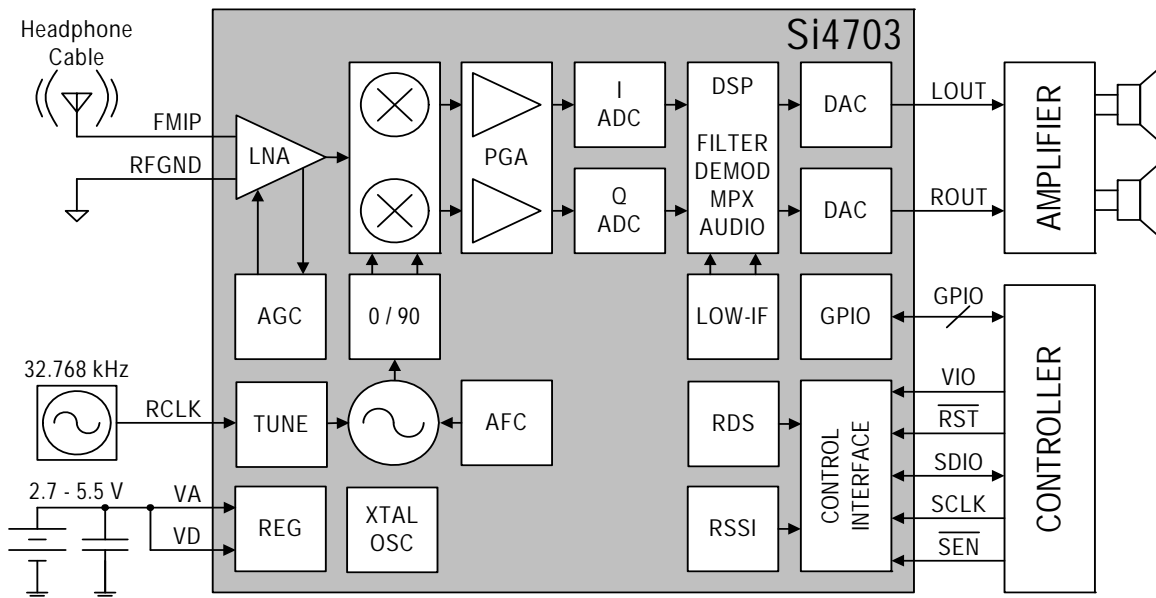 Si4703
Headphone
Cable
FMIP
RFGND
LNA
PGA
I
ADC
Q
ADC
DSP
FILTER
DEMOD
MPX
AUDIO
DAC
DAC
LOUT
ROUT
AMPLIFIER
AGC
0 / 90
LOW-IF
GPIO
GPIO
32.768 kHz
RCLK
TUNE
AFC
RDS
CONTROL
INTERFACE
VIO
RST
SDIO
SCLK
SEN
CONTROLLER
2.7 - 5.5 V
VA
VD
REG
XTAL
OSC
RSSI